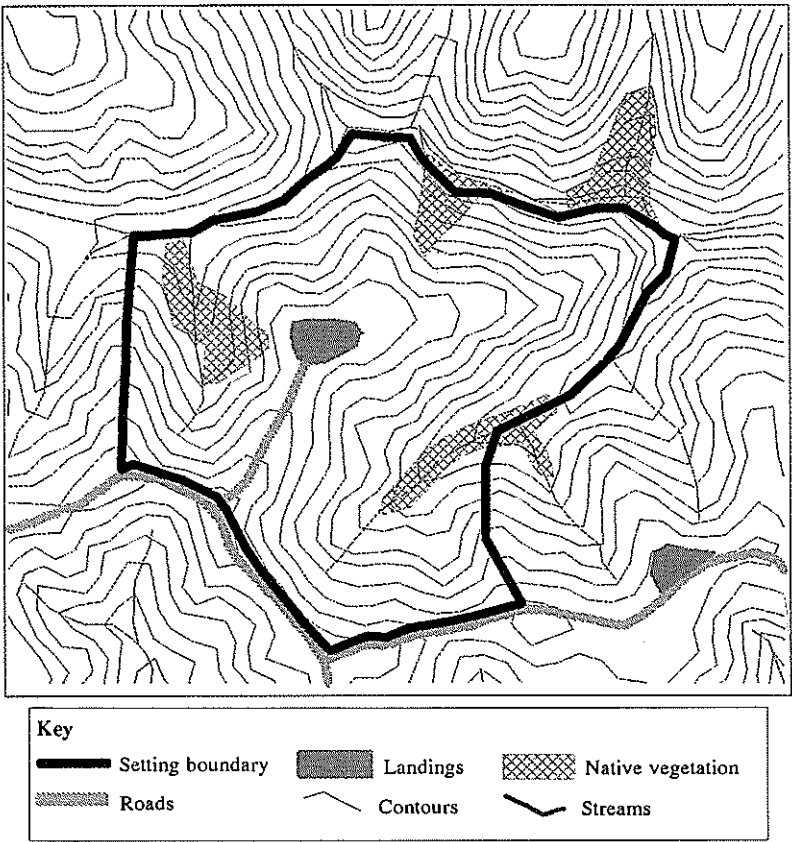 Key
Setting boundary
Landings
Native vegetation
Roads
Contours
Streams